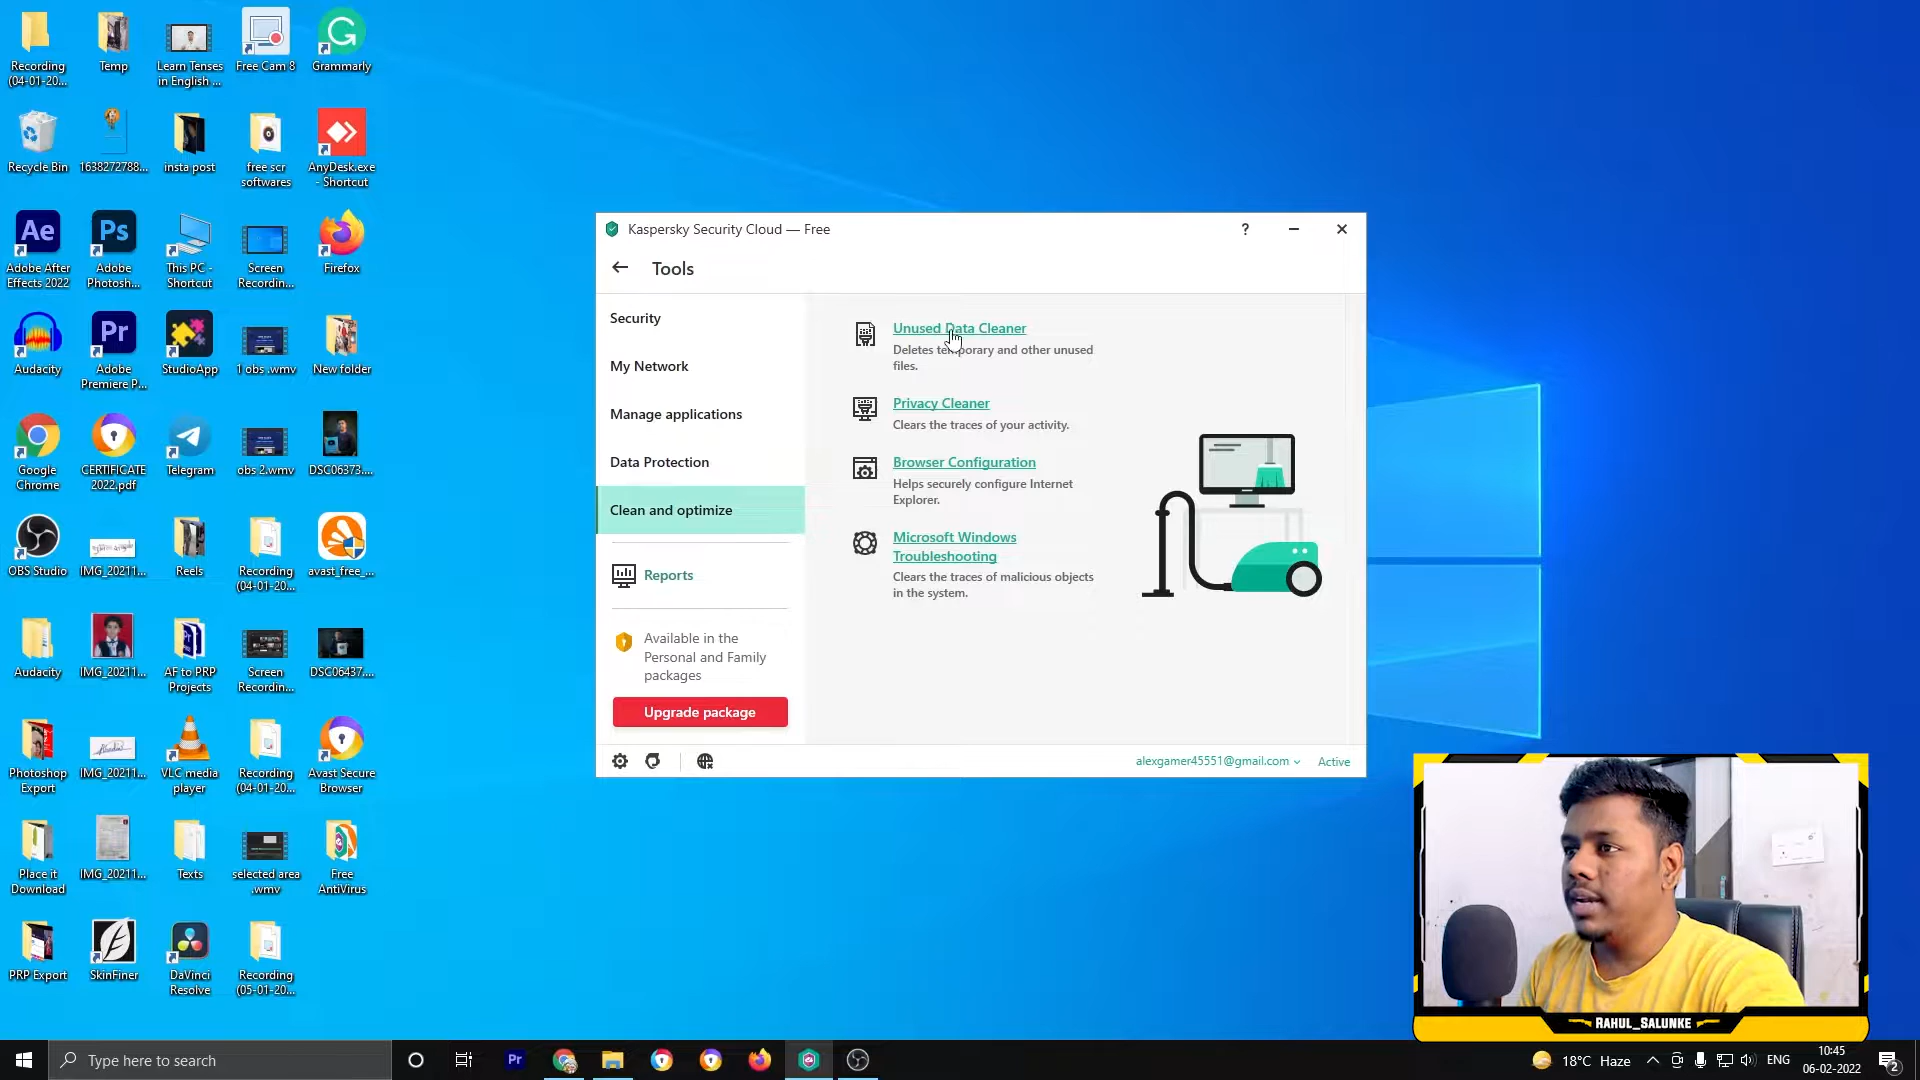 Recording
(04-01-20...
Temp
Learn Tenses
in English ...
Free Cam 8
Grammarly
Recycle Bin
1638272788...
insta post
free scr
softwares
AnyDesk.exe
- Shortcut
Ae
Adobe After
Effects 2022
Ps
Adobe
Photosh...
This PC -
Shortcut
Screen
Recordin...
Firefox
Audacity
Pr
Adobe
Premiere P...
StudioApp
1 obs .wmv
New folder
Google
Chrome
CERTIFICATE
2022.pdf
Telegram
obs 2.wmv
DSC06373....
OBS Studio
IMG_20211...
Reels
Recording
(04-01-20...
avast_free_...
Audacity
IMG_20211...
AF to PRP
Projects
Screen
Recordin...
DSC06437....
Photoshop
Export
IMG_20211...
VLC media
player
Recording
(04-01-20...
Avast Secure
Browser
Place it
Download
IMG_20211...
Texts
selected area
.wmv
Free
AntiVirus
PRP Export
SkinFiner
DaVinci
Resolve
Recording
(05-01-20...
Kaspersky Security Cloud — Free
?
Tools
Security
My Network
Manage applications
Data Protection
Clean and optimize
Reports
Available in the
Personal and Family
packages
Upgrade package
Unused Data Cleaner
Deletes temporary and other unused
files.
Privacy Cleaner
Clears the traces of your activity.
Browser Configuration
Helps securely configure Internet
Explorer.
Microsoft Windows
Troubleshooting
Clears the traces of malicious objects
in the system.
alexgamer45551@gmail.com
Active
RAHUL_SALUNKE
Type here to search
Pr
18°C Haze
ENG
10:45
06-02-2022
2